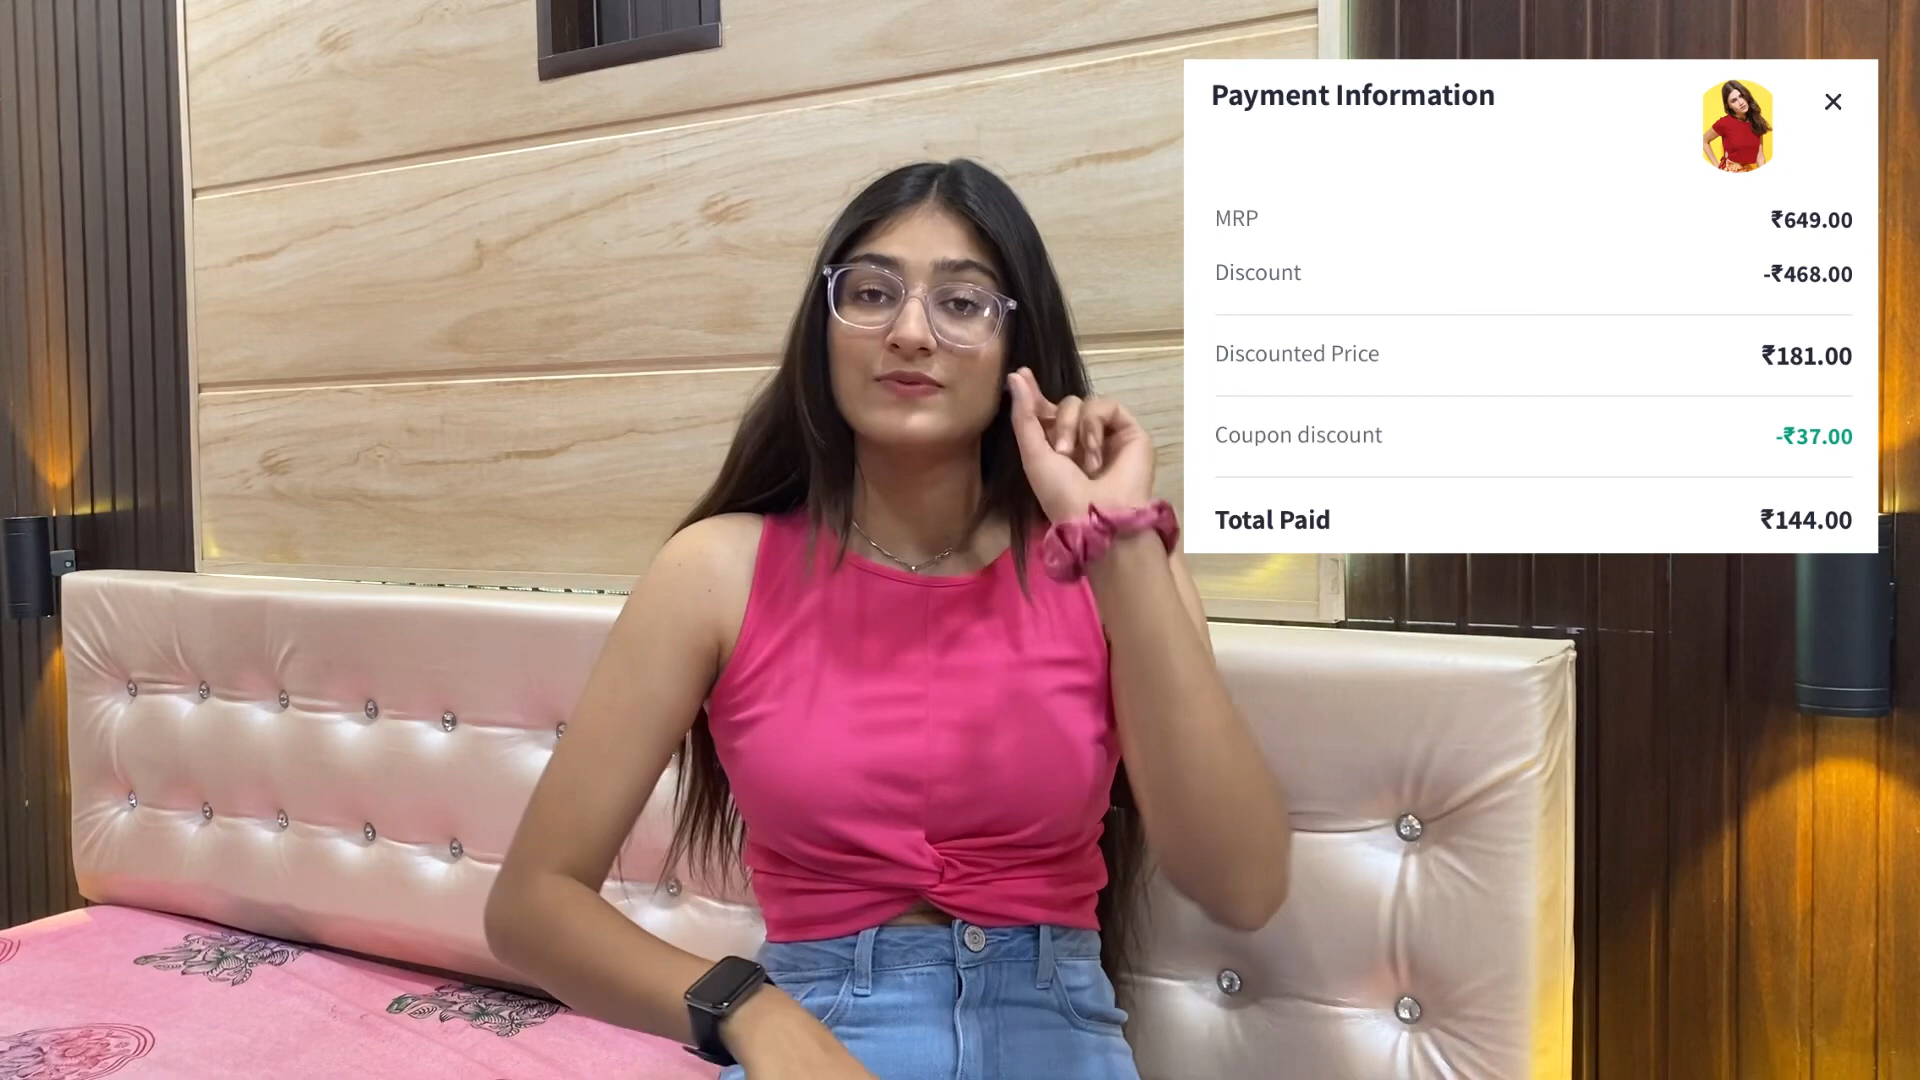 Payment Information
MRP ₹649.00
Discount -₹468.00
Discounted Price ₹181.00
Coupon discount -₹37.00
Total Paid ₹144.00